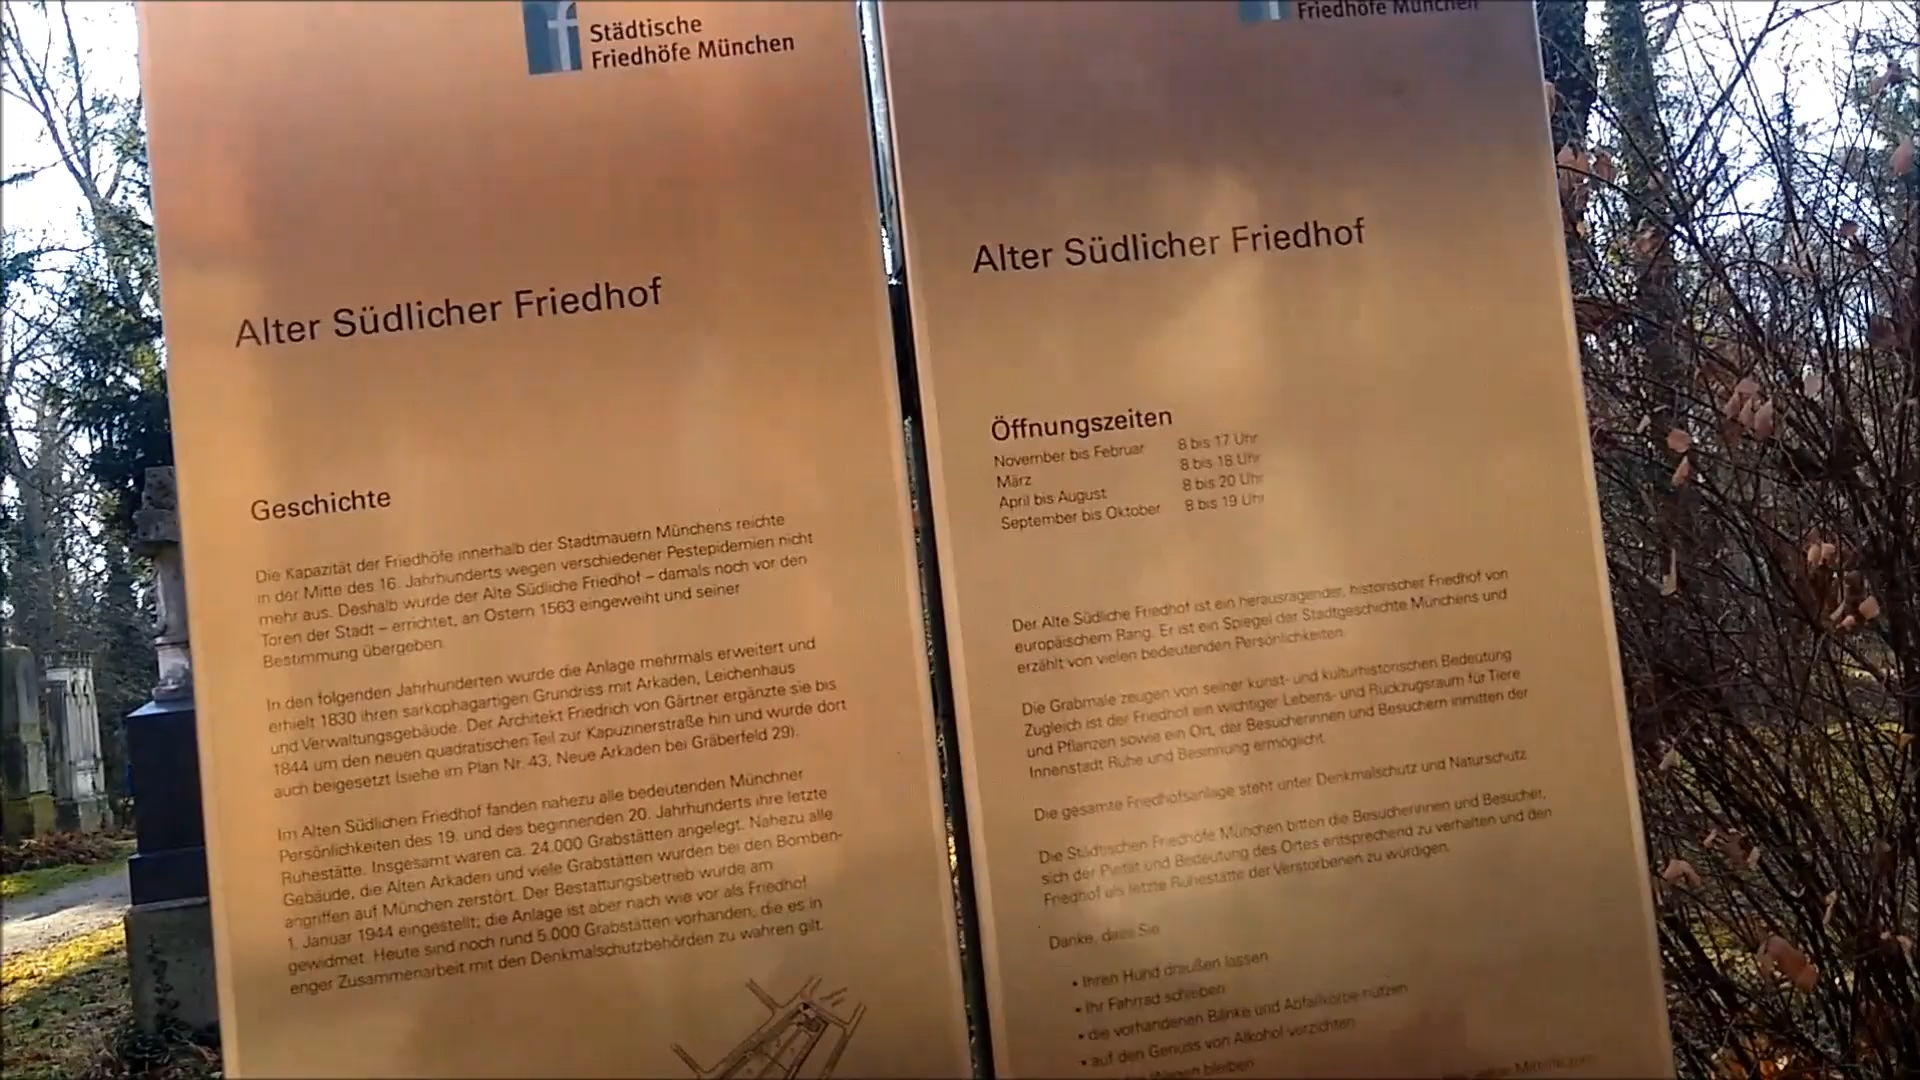 Städtische
Friedhöfe München
Alter Südlicher Friedhof
Geschichte
Die Kapazität der Friedhöfe innerhalb der Stadtmauern Münchens reichte
in der Mitte des 16. Jahrhunderts wegen verschiedener Pestepidemien nicht
mehr aus. Deshalb wurde der Alte Südliche Friedhof – damals noch vor den
Toren der Stadt – errichtet, an Ostern 1563 eingeweiht und seiner
Bestimmung übergeben.
In den folgenden Jahrhunderten wurde die Anlage mehrmals erweitert und
erhielt 1830 ihren sarkophagartigen Grundriss mit Arkaden, Leichenhaus
und Verwaltungsgebäude. Der Architekt Friedrich von Gärtner ergänzte sie bis
1844 um den neuen quadratischen Teil zur Kapuzinerstraße hin und wurde dort
auch beigesetzt (siehe im Plan Nr. 43, Neue Arkaden bei Gräberfeld 29).
Im Alten Südlichen Friedhof fanden nahezu alle bedeutenden Münchner
Persönlichkeiten des 19. und des beginnenden 20. Jahrhunderts ihre letzte
Ruhestätte. Insgesamt waren ca. 24.000 Grabstätten angelegt. Nahezu alle
Gebäude, die Alten Arkaden und viele Grabstätten wurden bei den Bomben-
angriffen auf München zerstört. Der Bestattungsbetrieb wurde am
1. Januar 1944 eingestellt; die Anlage ist aber nach wie vor als Friedhof
gewidmet. Heute sind noch rund 5.000 Grabstätten vorhanden, die es in
enger Zusammenarbeit mit den Denkmalschutzbehörden zu wahren gilt.
Friedhöfe München
Alter Südlicher Friedhof
Öffnungszeiten
November bis Februar 8 bis 17 Uhr
März 8 bis 18 Uhr
April bis August 8 bis 20 Uhr
September bis Oktober 8 bis 19 Uhr
Der Alte Südliche Friedhof ist ein herausragender, historischer Friedhof von
europäischem Rang. Er ist ein Spiegel der Stadtgeschichte Münchens und
erzählt von vielen bedeutenden Persönlichkeiten.
Die Grabmale zeugen von seiner kunst- und kulturhistorischen Bedeutung.
Zugleich ist der Friedhof ein wichtiger Lebens- und Rückzugsraum für Tiere
und Pflanzen sowie ein Ort, der Besucherinnen und Besuchern inmitten der
Innenstadt Ruhe und Besinnung ermöglicht.
Die gesamte Friedhofsanlage steht unter Denkmalschutz und Naturschutz.
Die Städtischen Friedhöfe München bitten die Besucherinnen und Besucher,
sich der Pietät und Bedeutung des Ortes entsprechend zu verhalten und den
Friedhof als letzte Ruhestätte der Verstorbenen zu würdigen.
Danke, dass Sie
• Ihren Hund draußen lassen
• Ihr Fahrrad schieben
• die vorhandenen Bänke und Abfallkörbe nützen
• auf den Genuss von Alkohol verzichten
Wegen bleiben